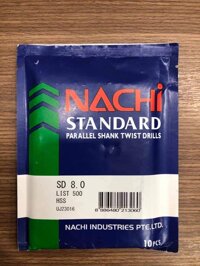 NACHi
STANDARD
PARALLEL SHANK TWIST DRILLS
SD 8.0
LIST 500
HSS
NACHI INDUSTRIES PTE.LTD.
10 PCS